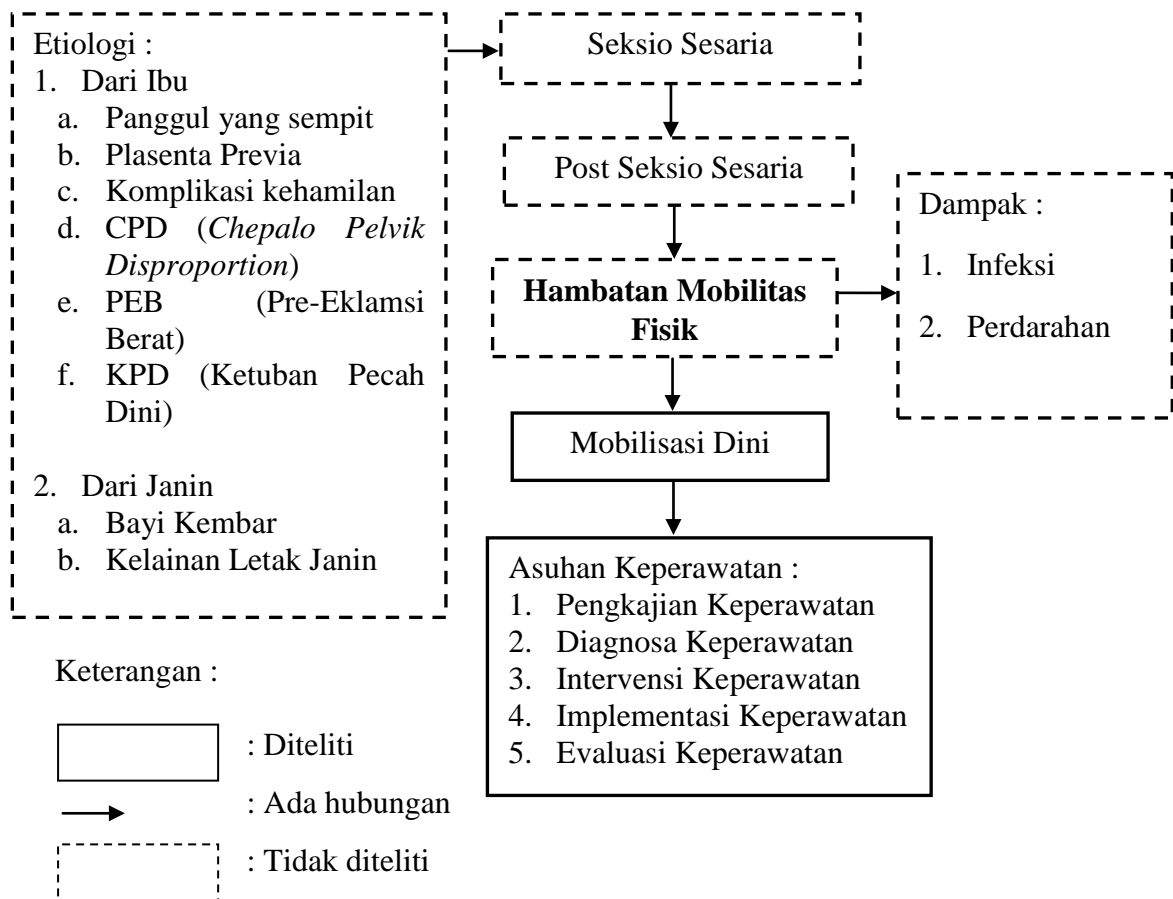 Etiologi :
1. Dari Ibu
a. Panggul yang sempit
b. Plasenta Previa
c. Komplikasi kehamilan
d. CPD (Chepalo Pelvik
Disproportion)
e. PEB (Pre-Eklamsi
Berat)
f. KPD (Ketuban Pecah
Dini)
2. Dari Janin
a. Bayi Kembar
b. Kelainan Letak Janin
Seksio Sesaria
Post Seksio Sesaria
Hambatan Mobilitas
Fisik
Dampak :
1. Infeksi
2. Perdarahan
Mobilisasi Dini
Asuhan Keperawatan :
1. Pengkajian Keperawatan
2. Diagnosa Keperawatan
3. Intervensi Keperawatan
4. Implementasi Keperawatan
5. Evaluasi Keperawatan
Keterangan :
: Diteliti
: Ada hubungan
: Tidak diteliti